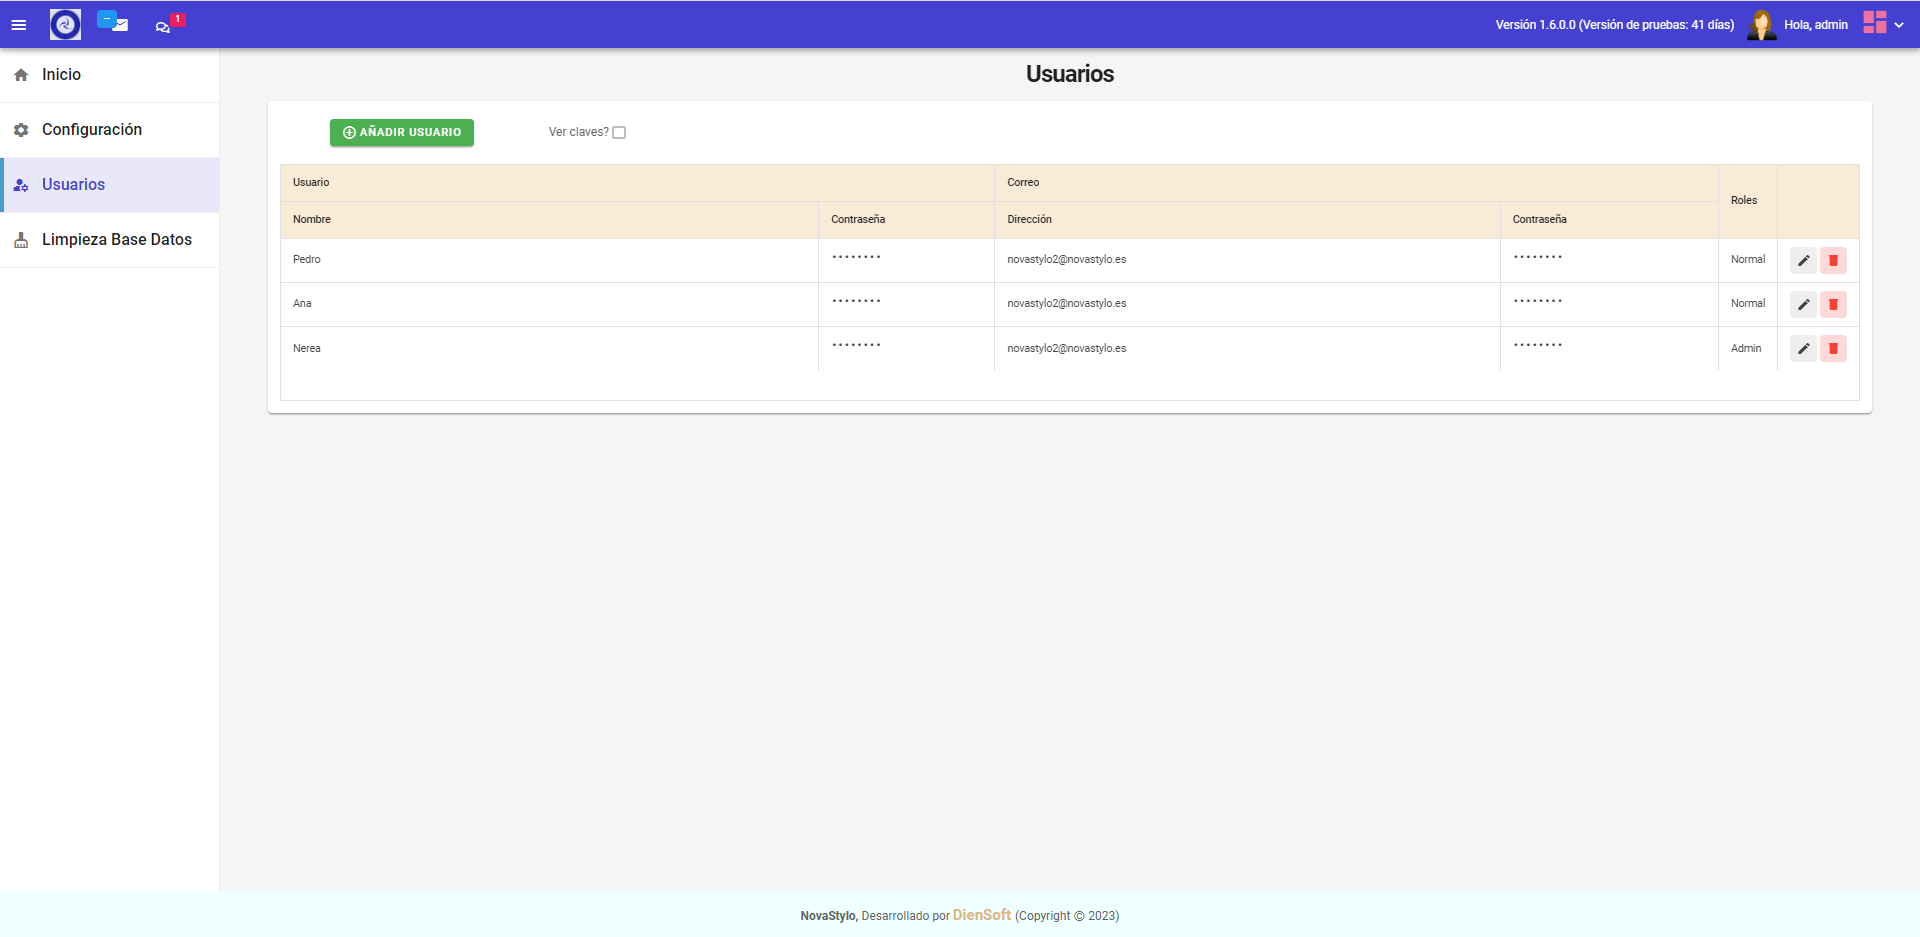 1
Versión 1.6.0.0 (Versión de pruebas: 41 días)
Hola, admin
Inicio
Configuración
Usuarios
Limpieza Base Datos
Usuarios
AÑADIR USUARIO
Ver claves?
Usuario Correo Roles
Nombre Contraseña Dirección Contraseña
Pedro •••••••• novastylo2@novastylo.es •••••••• Normal
Ana •••••••• novastylo2@novastylo.es •••••••• Normal
Nerea •••••••• novastylo2@novastylo.es •••••••• Admin
NovaStylo, Desarrollado por DienSoft (Copyright © 2023)